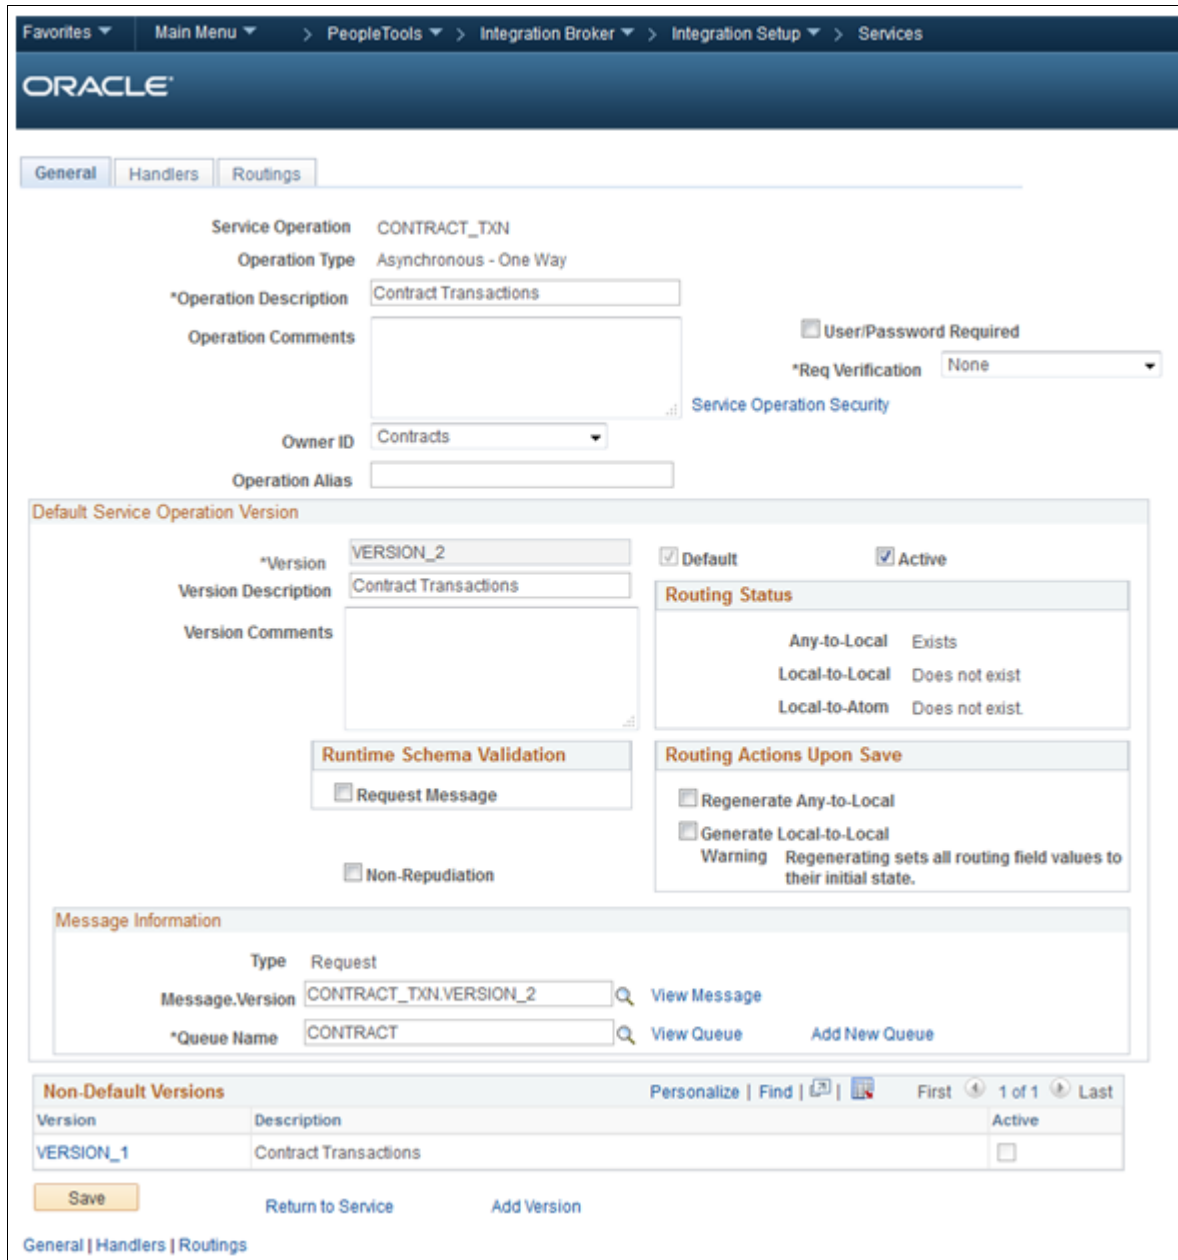 Favorites Main Menu > PeopleTools > Integration Broker > Integration Setup > Services
ORACLE
General Handlers Routings
Service Operation CONTRACT_TXN
Operation Type Asynchronous - One Way
*Operation Description Contract Transactions
Operation Comments User/Password Required
*Req Verification None
Service Operation Security
Owner ID Contracts
Operation Alias
Default Service Operation Version
*Version VERSION_2 Default Active
Version Description Contract Transactions
Routing Status
Version Comments
Any-to-Local Exists
Local-to-Local Does not exist
Local-to-Atom Does not exist.
Runtime Schema Validation Routing Actions Upon Save
Request Message Regenerate Any-to-Local
Generate Local-to-Local
Warning Regenerating sets all routing field values to
their initial state.
Non-Repudiation
Message Information
Type Request
Message.Version CONTRACT_TXN.VERSION_2 View Message
*Queue Name CONTRACT View Queue Add New Queue
Non-Default Versions Personalize | Find | | First 1 of 1 Last
Version Description Active
VERSION_1 Contract Transactions
Save Return to Service Add Version
General | Handlers | Routings